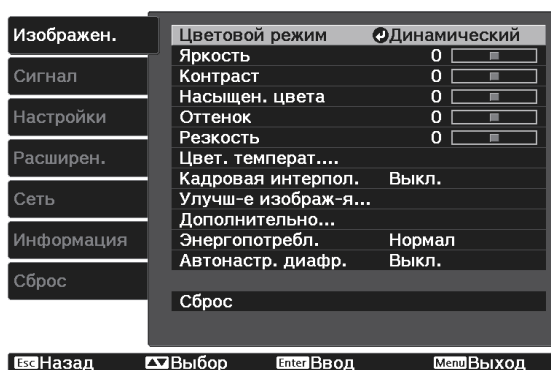 Изображен.
Сигнал
Настройки
Расширен.
Сеть
Информация
Сброс
Цветовой режим Динамический
Яркость 0
Контраст 0
Насыщен. цвета 0
Оттенок 0
Резкость 0
Цвет. температ....
Кадровая интерпол. Выкл.
Улучш-е изображ-я...
Дополнительно...
Энергопотребл. Нормал
Автонастр. диафр. Выкл.
Сброс
Esc Назад Выбор Enter Ввод Menu Выход